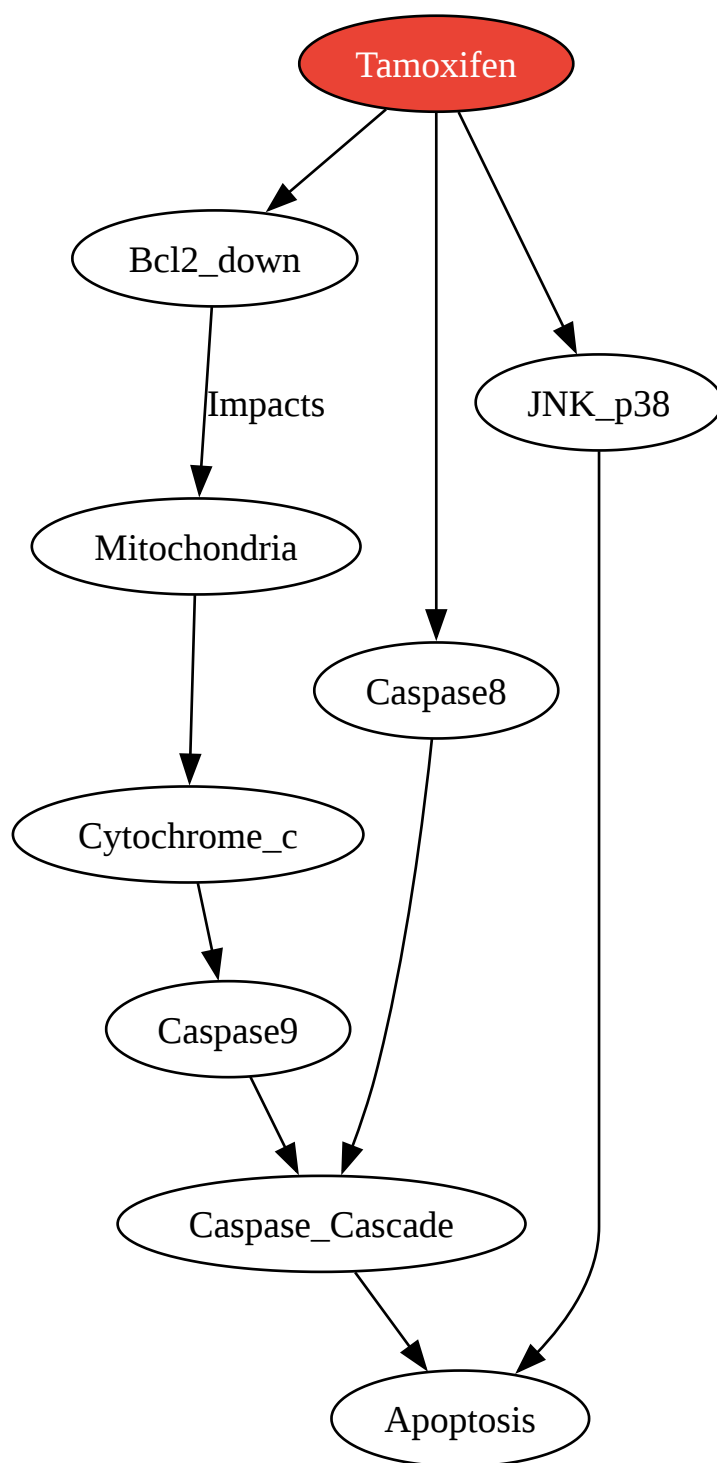 Tamoxifen
Bcl2_down
Impacts
JNK_p38
Mitochondria
Caspase8
Cytochrome_c
Caspase9
Caspase_Cascade
Apoptosis